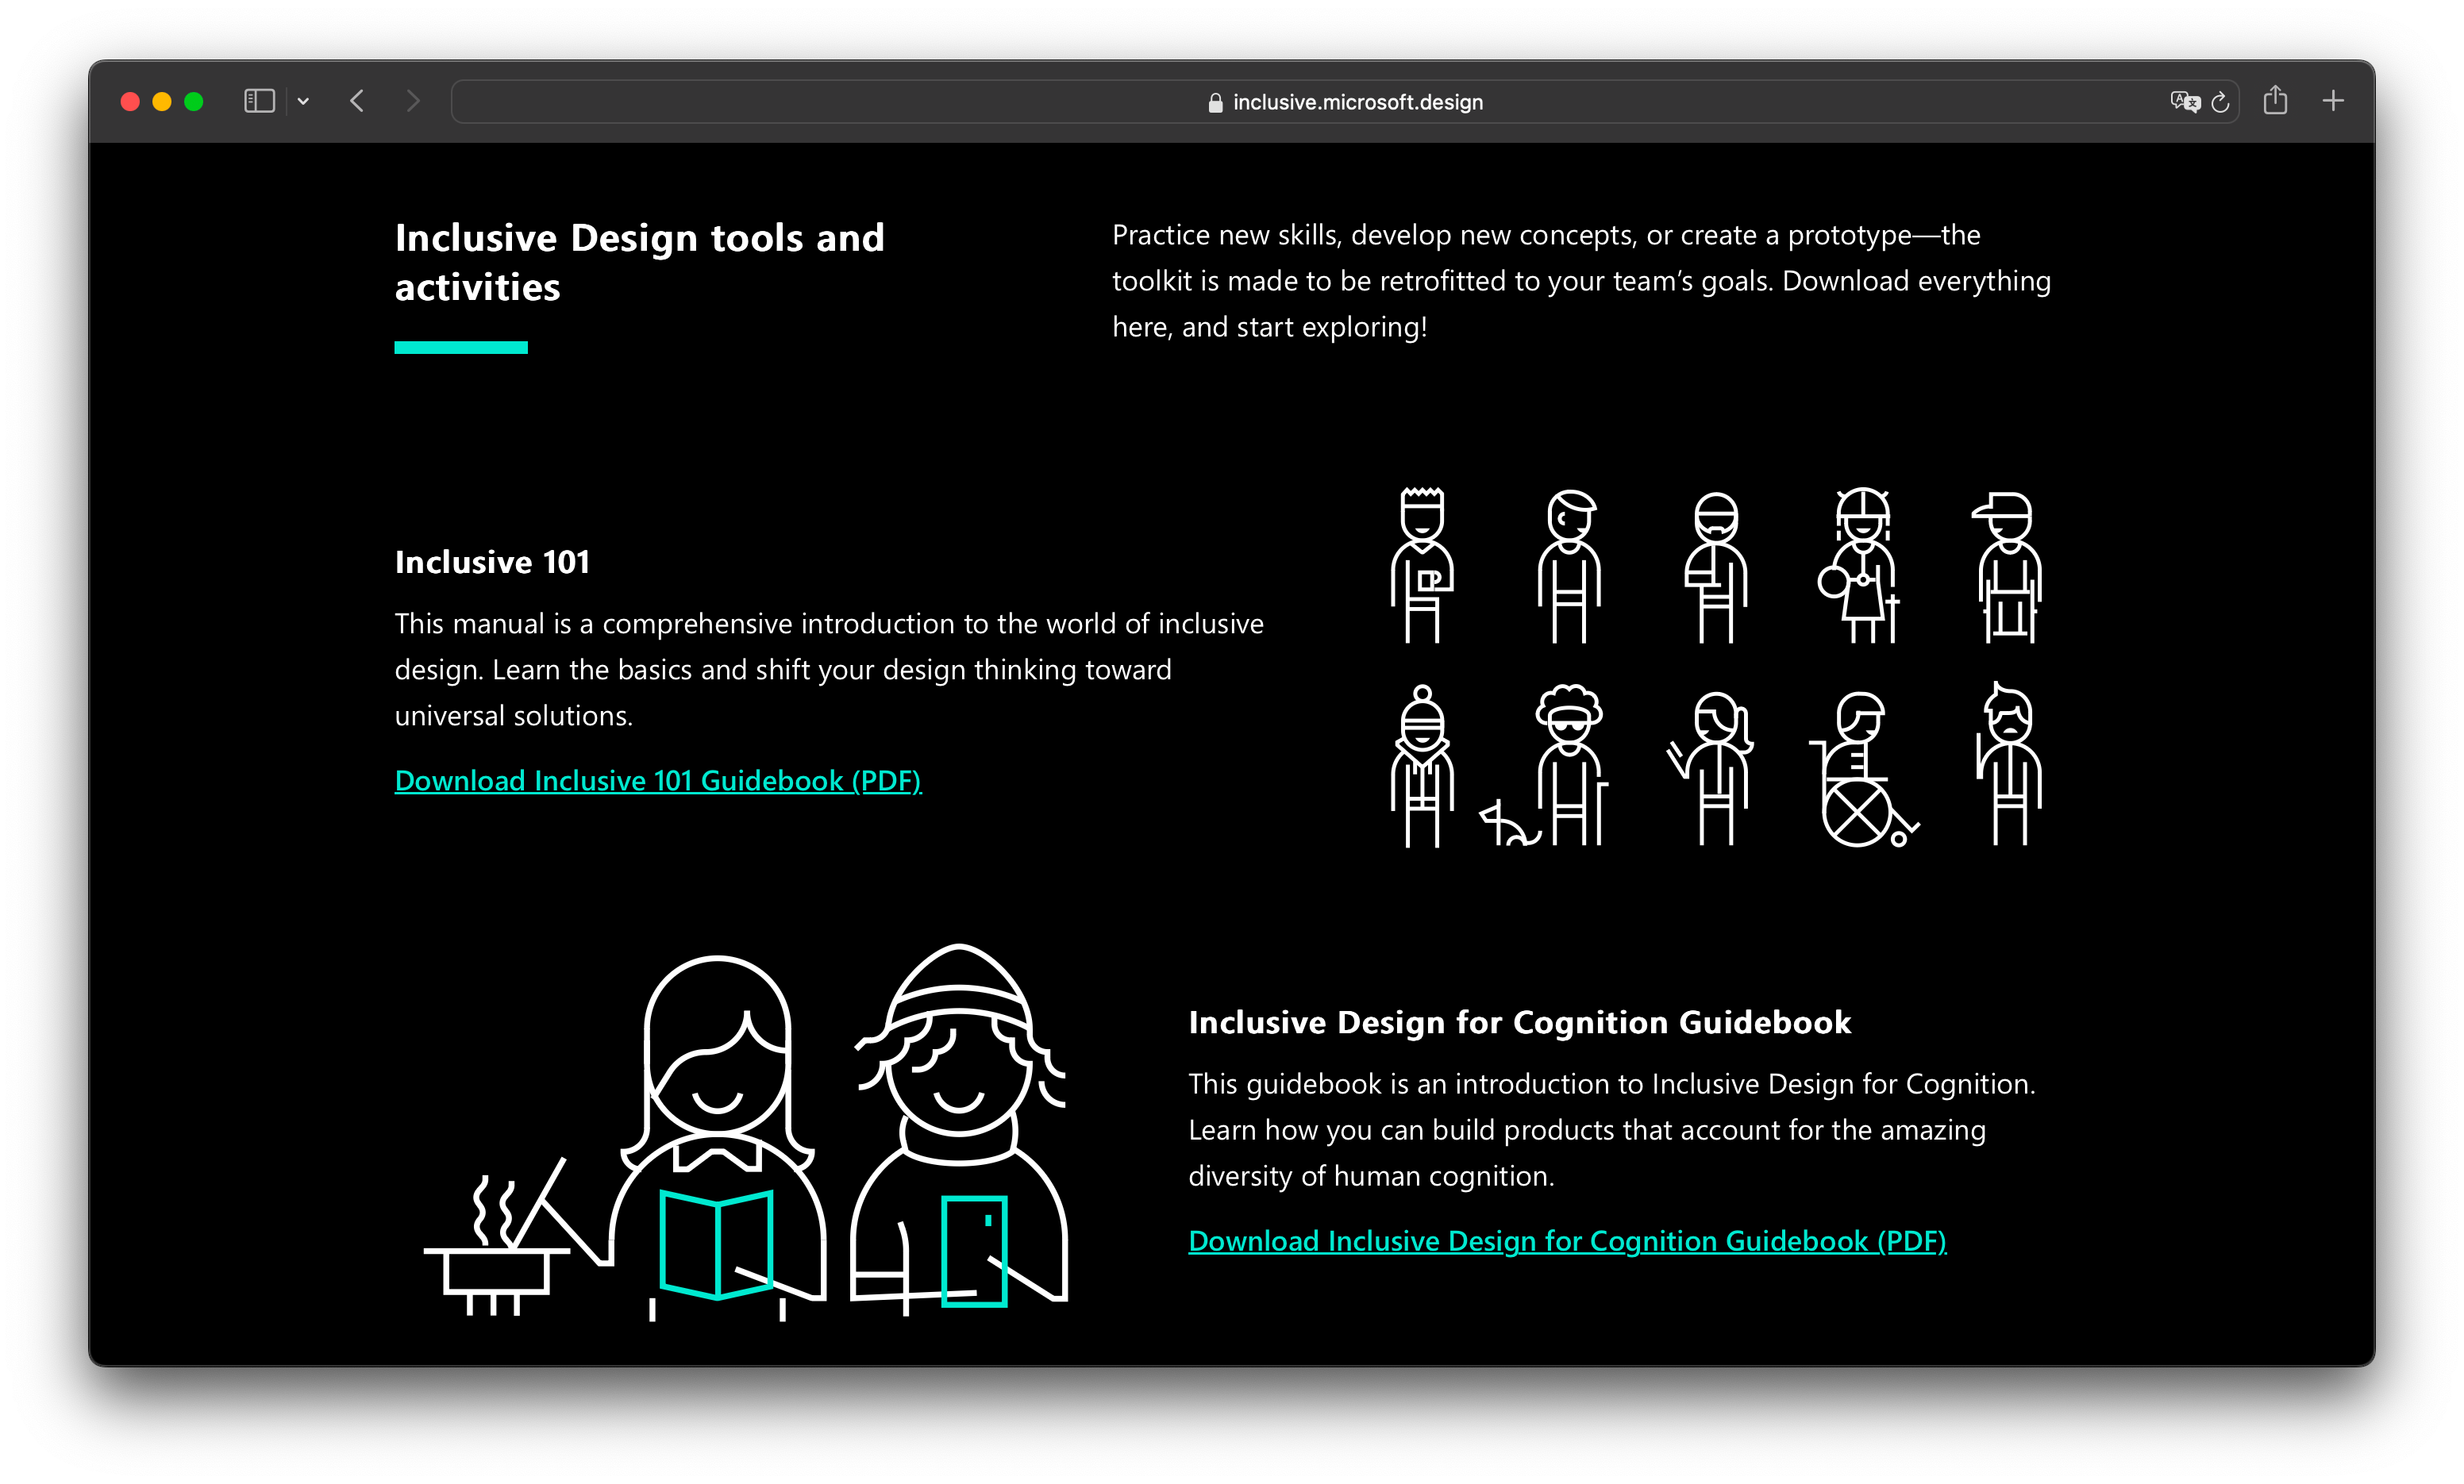 inclusive.microsoft.design
Inclusive Design tools and
activities
Practice new skills, develop new concepts, or create a prototype—the
toolkit is made to be retrofitted to your team’s goals. Download everything
here, and start exploring!
Inclusive 101
This manual is a comprehensive introduction to the world of inclusive
design. Learn the basics and shift your design thinking toward
universal solutions.
Download Inclusive 101 Guidebook (PDF)
Inclusive Design for Cognition Guidebook
This guidebook is an introduction to Inclusive Design for Cognition.
Learn how you can build products that account for the amazing
diversity of human cognition.
Download Inclusive Design for Cognition Guidebook (PDF)